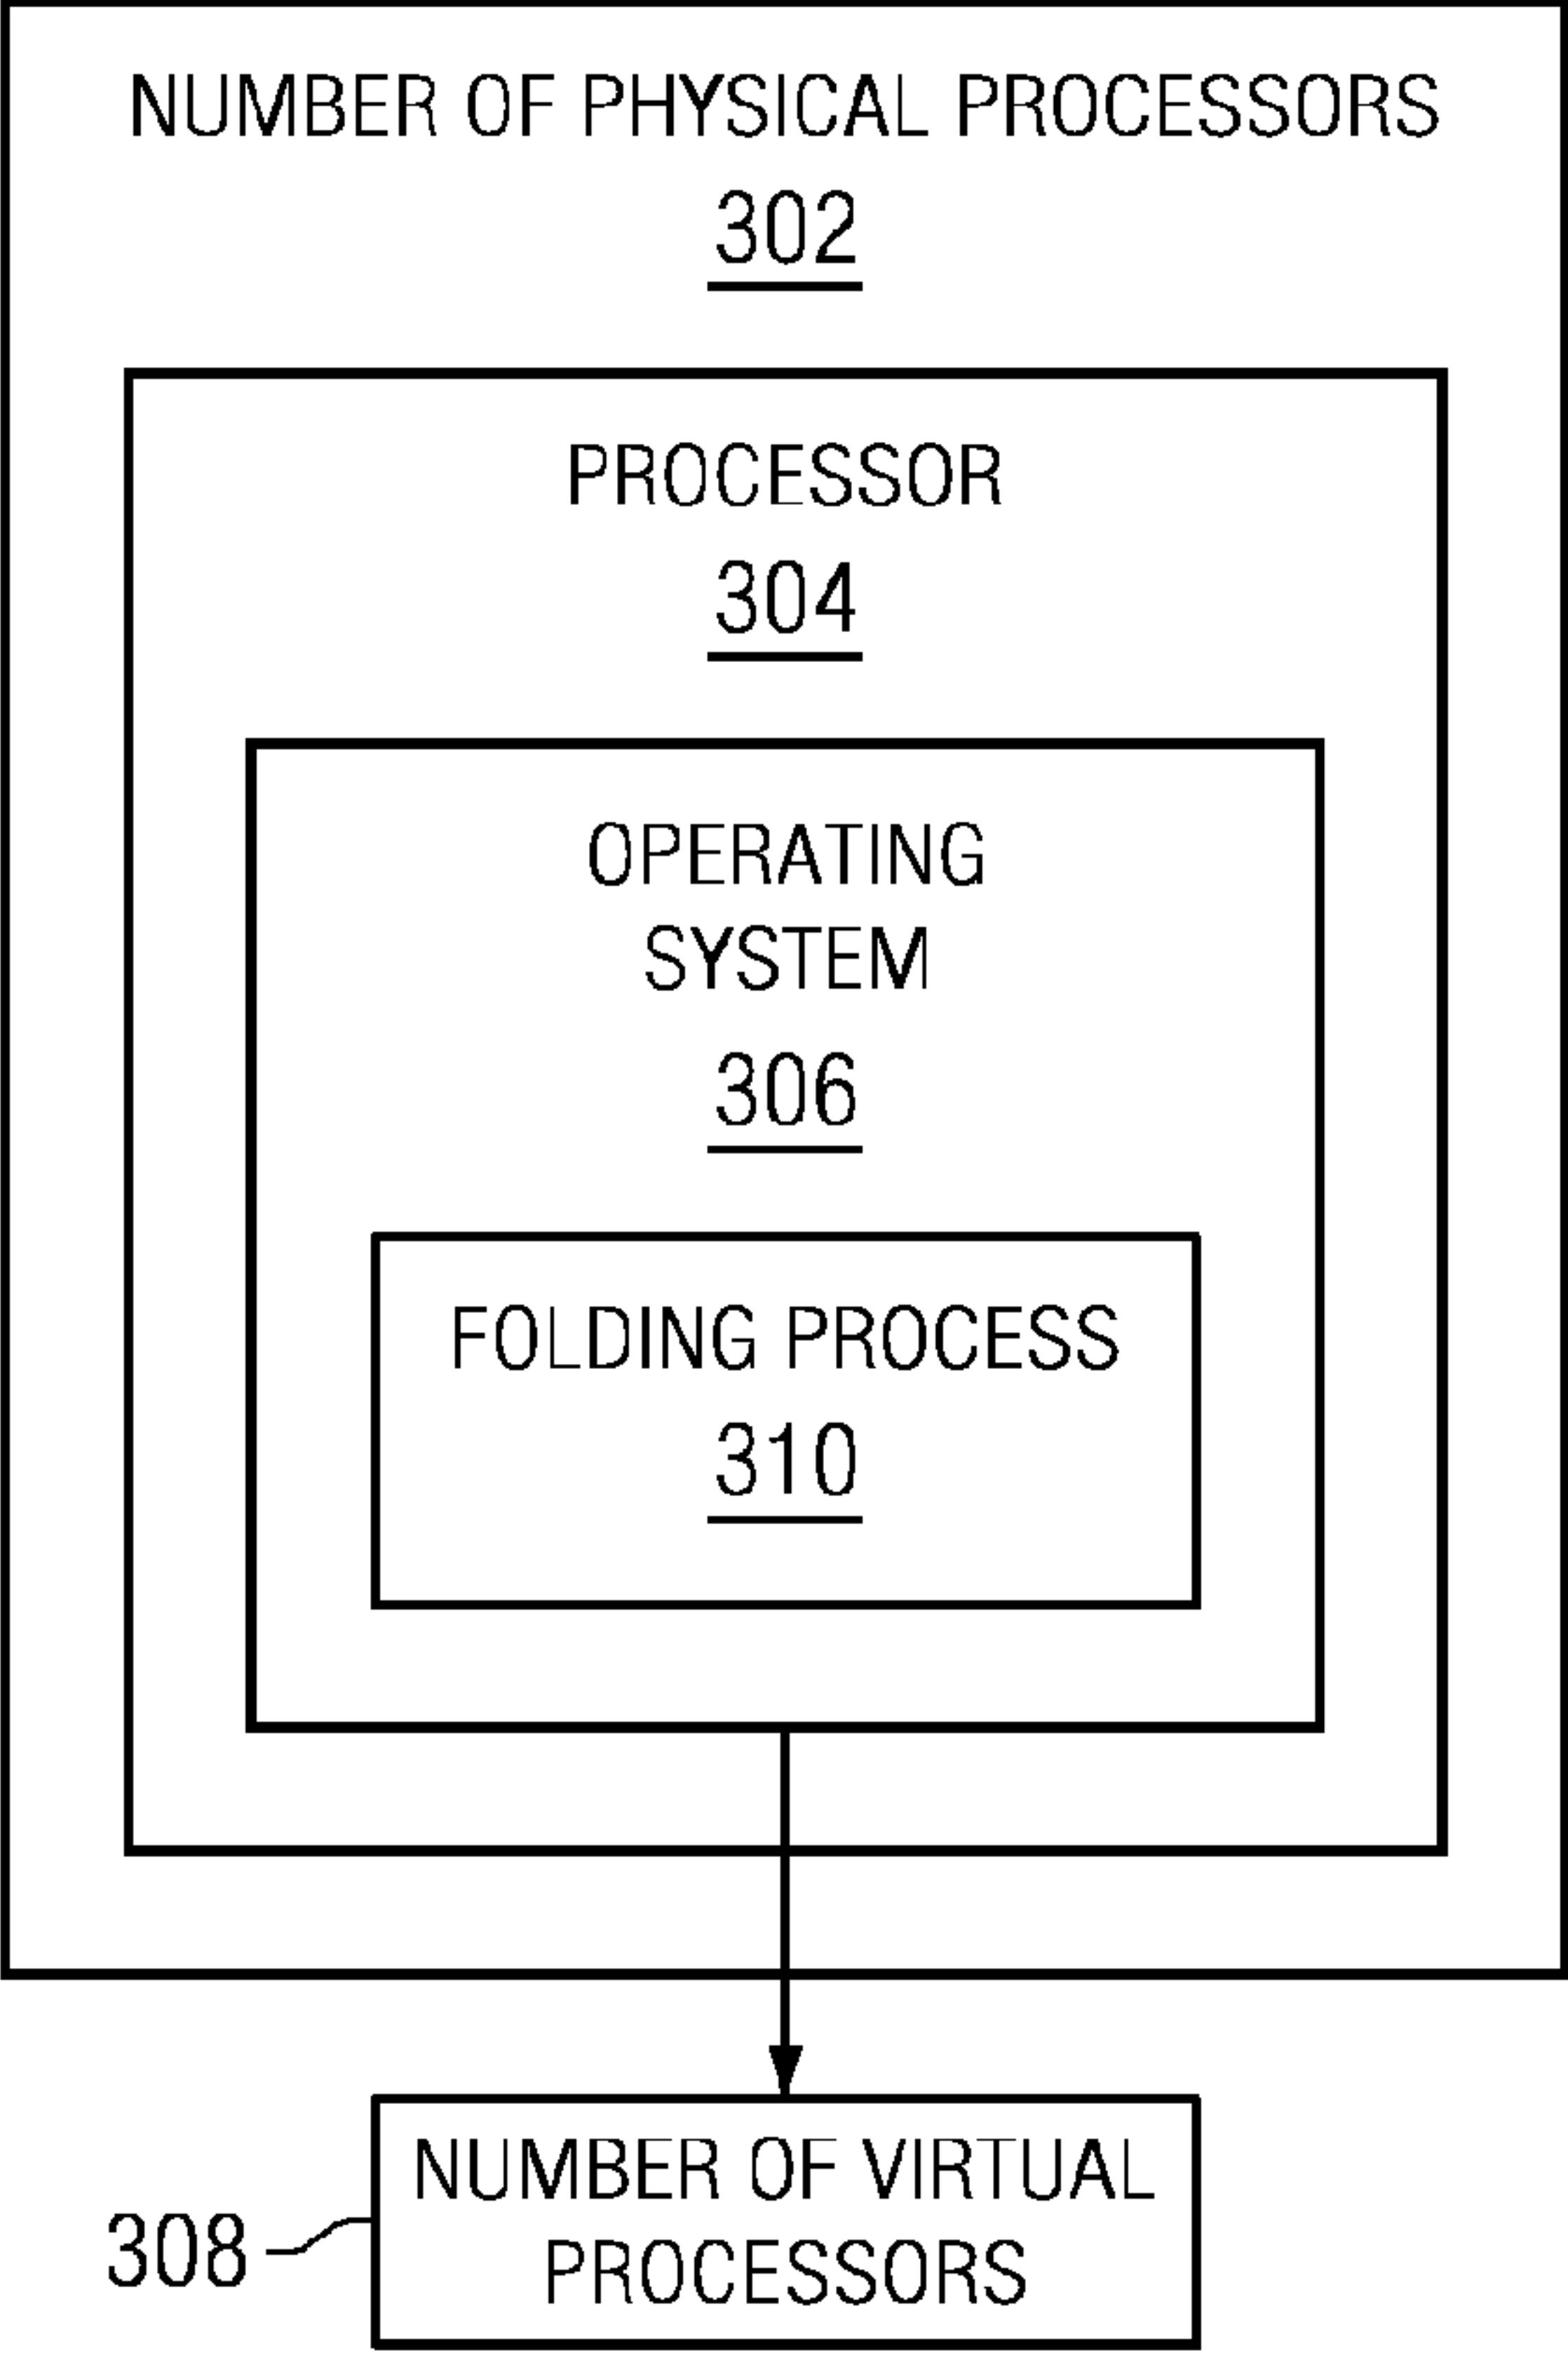 NUMBER OF PHYSICAL PROCESSORS
302
PROCESSOR
304
OPERATING
SYSTEM
306
FOLDING PROCESS
310
NUMBER OF VIRTUAL
PROCESSORS
308